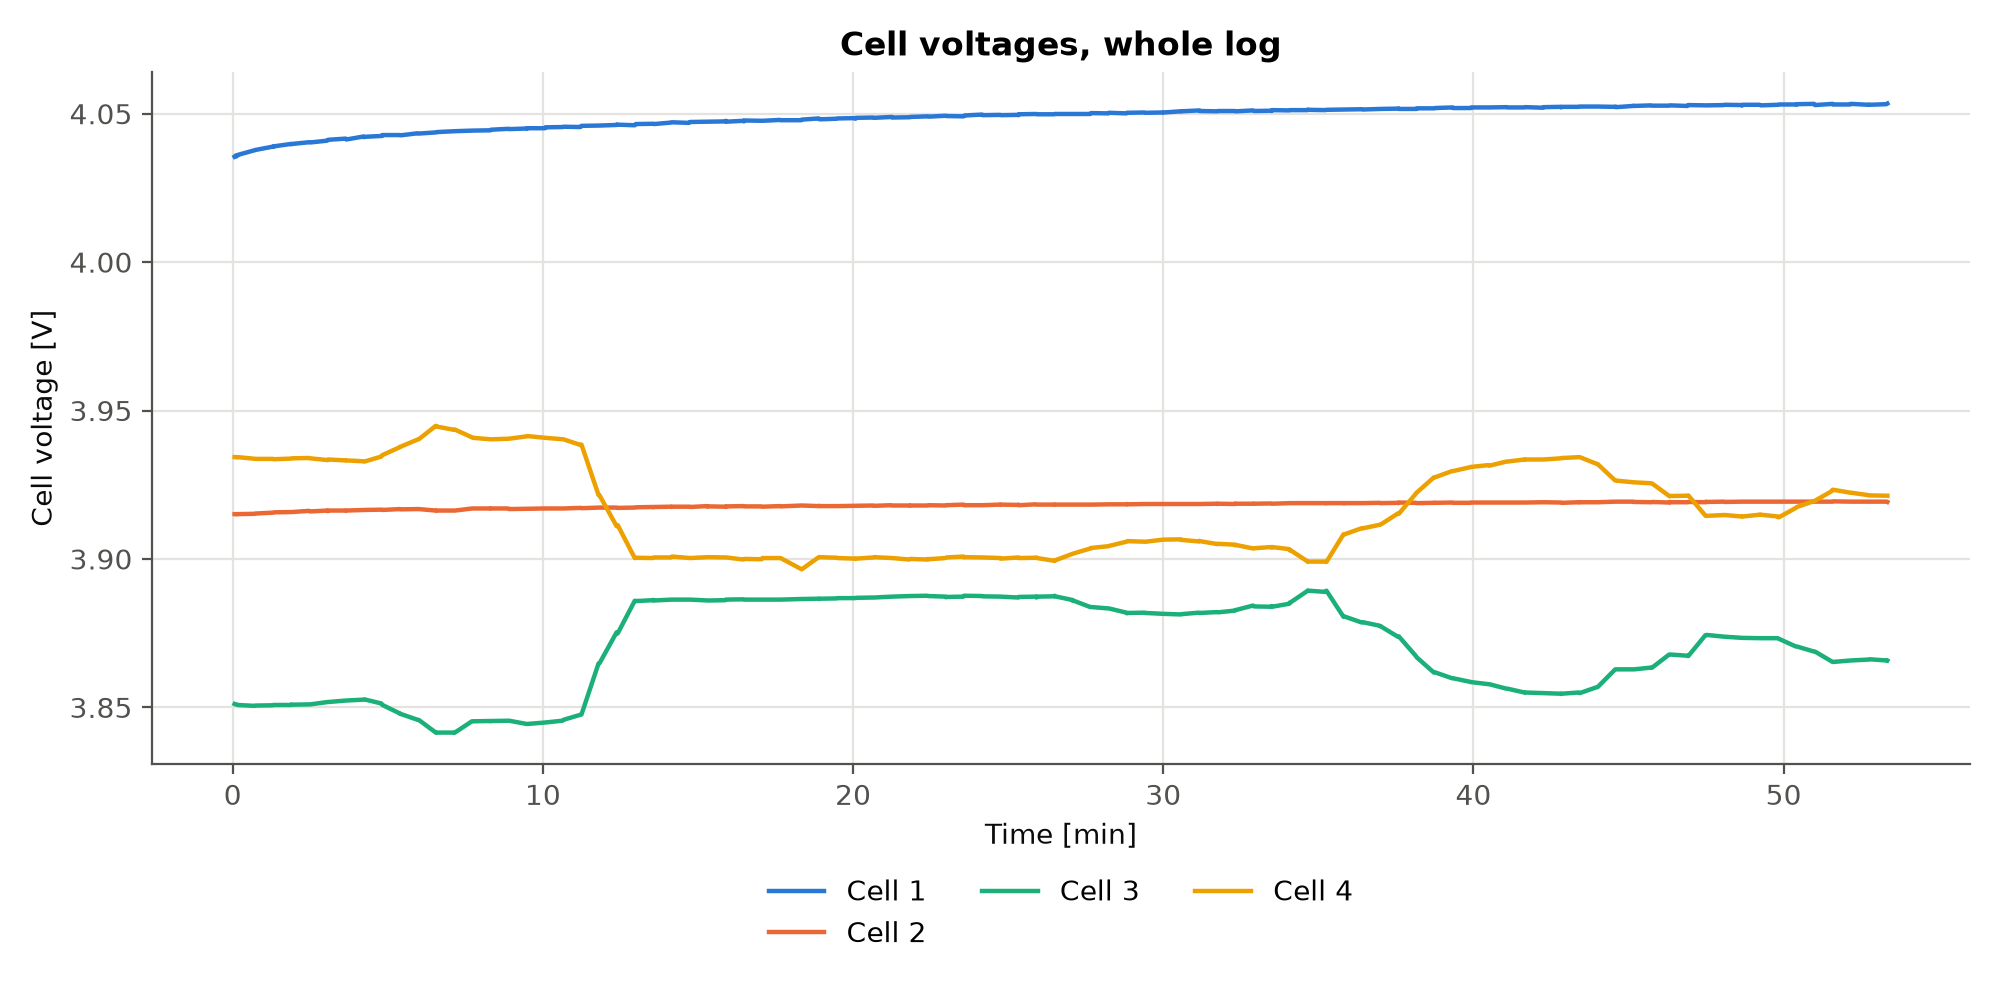 Cell voltages, whole log
Cell voltage [V]
4.05
4.00
3.95
3.90
3.85
0 10 20 30 40 50
Time [min]
Cell 1 Cell 3 Cell 4
Cell 2